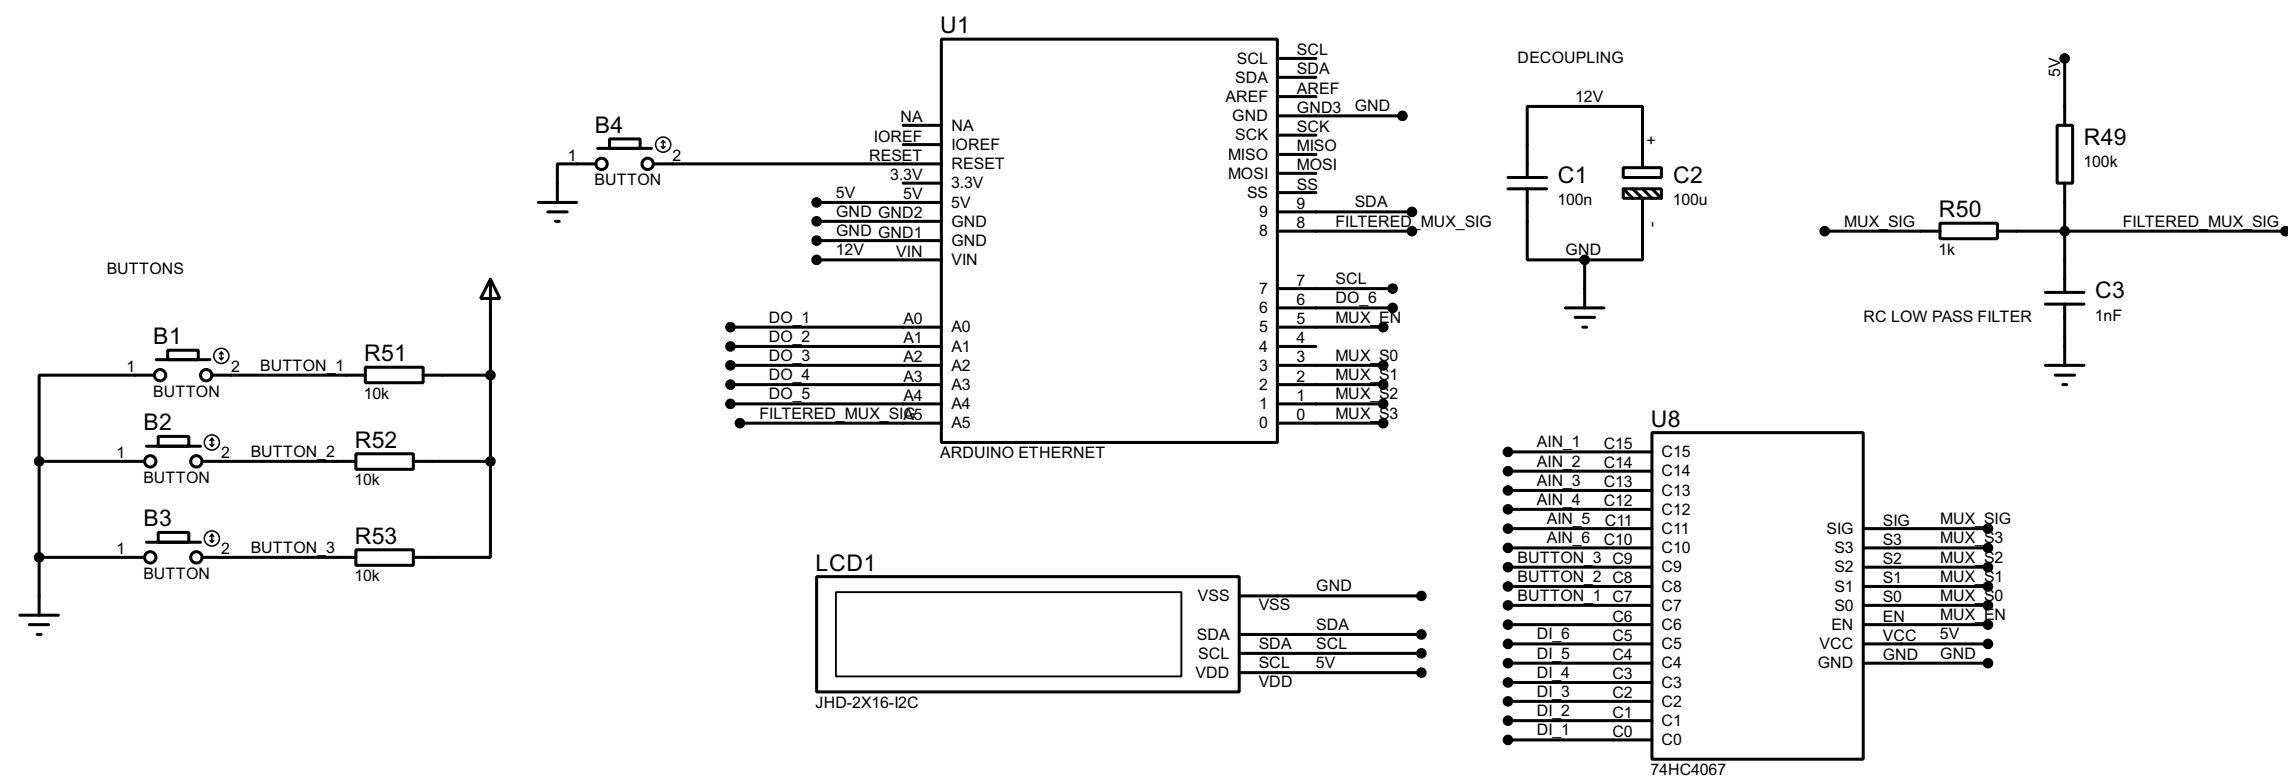 U1
SCL SCL
SDA SDA
AREF AREF
GND GND3 GND
SCK SCK
MISO MISO
MOSI MOSI
SS SS
9 9 SDA
8 8 FILTERED_MUX_SIG
7 7 SCL
6 6 DO_6
5 5 MUX_EN
4 4
3 3 MUX_S0
2 2 MUX_S1
1 1 MUX_S2
0 0 MUX_S3
NA NA
IOREF IOREF
RESET RESET
3.3V 3.3V
5V 5V 5V
GND GND2 GND
GND GND1 GND
12V VIN VIN
DO_1 A0 A0
DO_2 A1 A1
DO_3 A2 A2
DO_4 A3 A3
DO_5 A4 A4
FILTERED_MUX_SIG A5 A5
ARDUINO ETHERNET
B4
1 2
BUTTON
BUTTONS
B1
1 2 BUTTON_1 R51
BUTTON 10k
B2
1 2 BUTTON_2 R52
BUTTON 10k
B3
1 2 BUTTON_3 R53
BUTTON 10k
DECOUPLING
12V
+
C1
100n
C2
100u
-
GND
5V
R49
100k
MUX_SIG R50 FILTERED_MUX_SIG
1k
C3
1nF
RC LOW PASS FILTER
LCD1
VSS VSS GND
SDA SDA SDA
SCL SCL SCL
VDD VDD 5V
JHD-2X16-I2C
U8
AIN_1 C15 C15
AIN_2 C14 C14
AIN_3 C13 C13
AIN_4 C12 C12
AIN_5 C11 C11
AIN_6 C10 C10
BUTTON_3 C9 C9
BUTTON_2 C8 C8
BUTTON_1 C7 C7
C6 C6
DI_6 C5 C5
DI_5 C4 C4
DI_4 C3 C3
DI_3 C2 C2
DI_2 C1 C1
DI_1 C0 C0
SIG SIG MUX_SIG
S3 S3 MUX_S3
S2 S2 MUX_S2
S1 S1 MUX_S1
S0 S0 MUX_S0
EN EN MUX_EN
VCC VCC 5V
GND GND GND
74HC4067